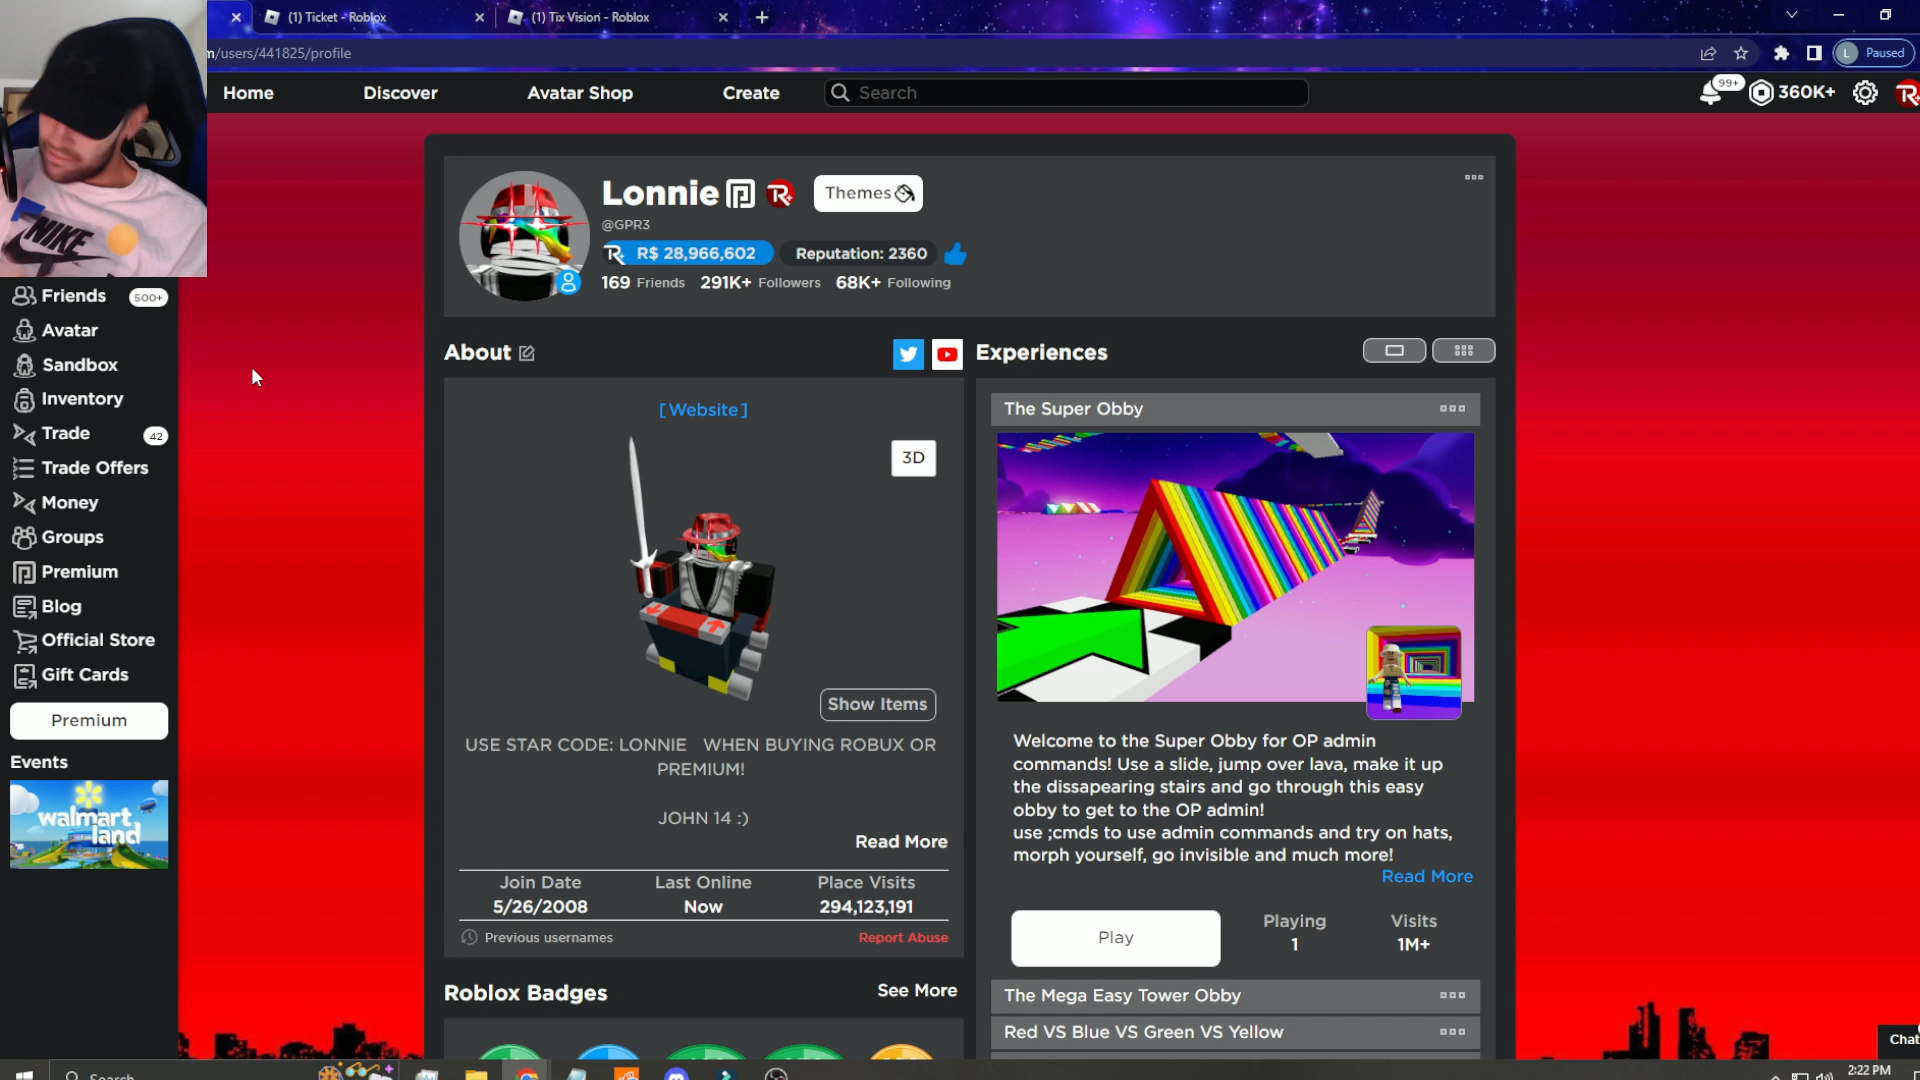 (1) Ticket - Roblox
(1) Tix Vision - Roblox
m/users/441825/profile
L Paused
Home
Discover
Avatar Shop
Create
Search
99+
360K+
NIKE
Lonnie
Themes
@GPR3
R$ 28,966,602
Reputation: 2360
169 Friends
291K+ Followers
68K+ Following
Friends 500+
Avatar
Sandbox
Inventory
Trade 42
Trade Offers
Money
Groups
Premium
Blog
Official Store
Gift Cards
Premium
Events
walmart
land
About
[Website]
3D
Show Items
USE STAR CODE: LONNIE WHEN BUYING ROBUX OR
PREMIUM!
JOHN 14 :)
Read More
Join Date
5/26/2008
Last Online
Now
Place Visits
294,123,191
Previous usernames
Report Abuse
Roblox Badges
See More
Experiences
The Super Obby
Welcome to the Super Obby for OP admin
commands! Use a slide, jump over lava, make it up
the dissapearing stairs and go through this easy
obby to get to the OP admin!
use ;cmds to use admin commands and try on hats,
morph yourself, go invisible and much more!
Read More
Play
Playing
1
Visits
1M+
The Mega Easy Tower Obby
Red VS Blue VS Green VS Yellow
Chat
Search
2:22 PM